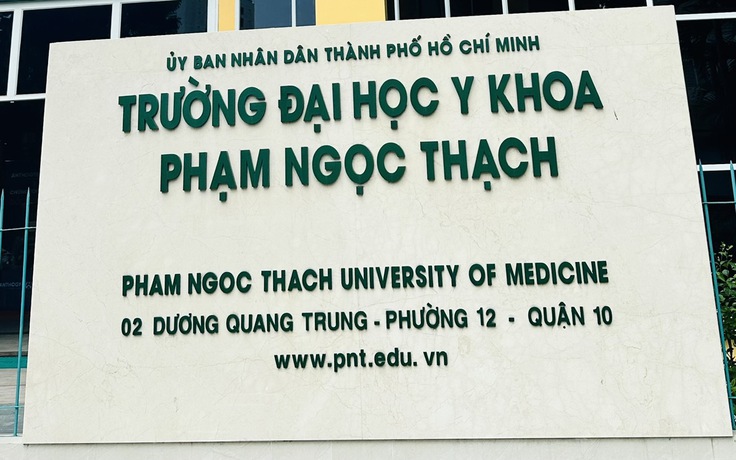 ỦY BAN NHÂN DÂN THÀNH PHỐ HỒ CHÍ MINH
TRƯỜNG ĐẠI HỌC Y KHOA
PHẠM NGỌC THẠCH
PHAM NGOC THACH UNIVERSITY OF MEDICINE
02 DƯƠNG QUANG TRUNG - PHƯỜNG 12 - QUẬN 10
www.pnt.edu. vn